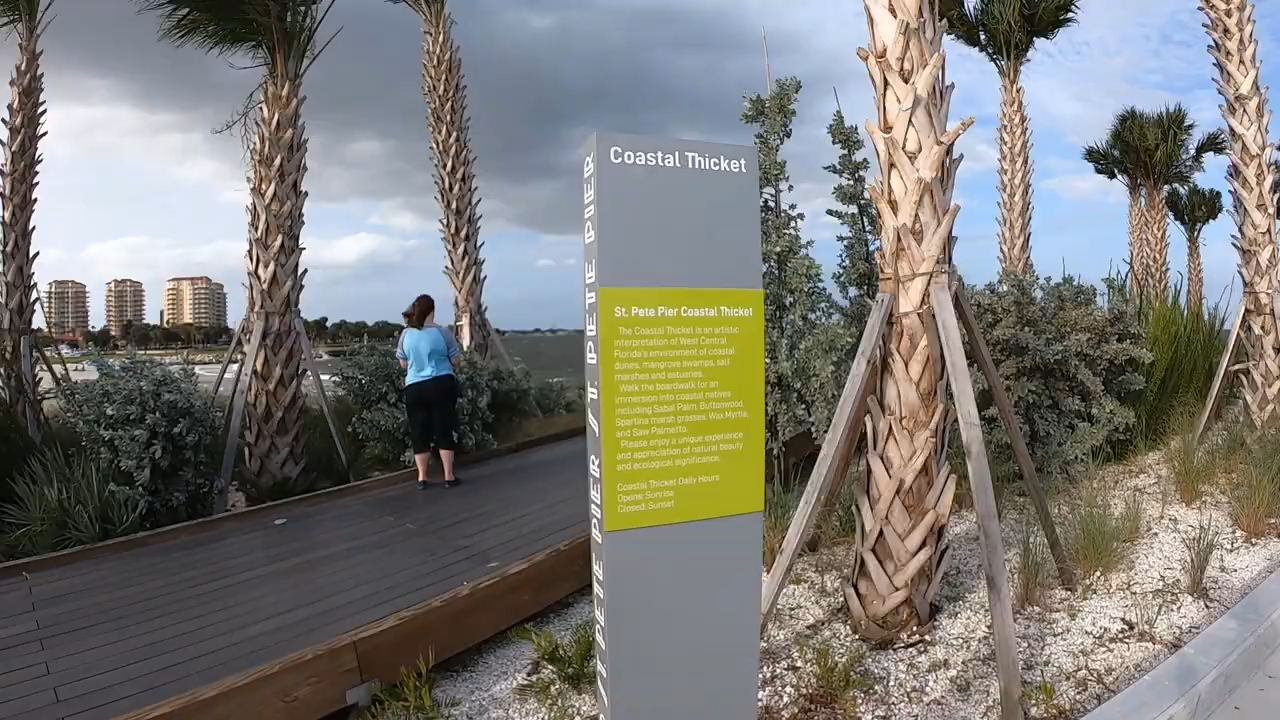 Coastal Thicket
St. Pete Pier Coastal Thicket
The Coastal Thicket is an artistic
interpretation of West Central
Florida's environment of coastal
dunes, mangrove swamps, salt
marshes and estuaries.
Walk the boardwalk for an
immersion into coastal natives
including Sabal Palm, Buttonwood,
Spartina marsh grasses, Wax Myrtle,
and Saw Palmetto.
Please enjoy a unique experience
and appreciation of natural beauty
and ecological significance.
Coastal Thicket Daily Hours
Opens: Sunrise
Closed: Sunset
ST. PETE PIER ST. PETE PIER